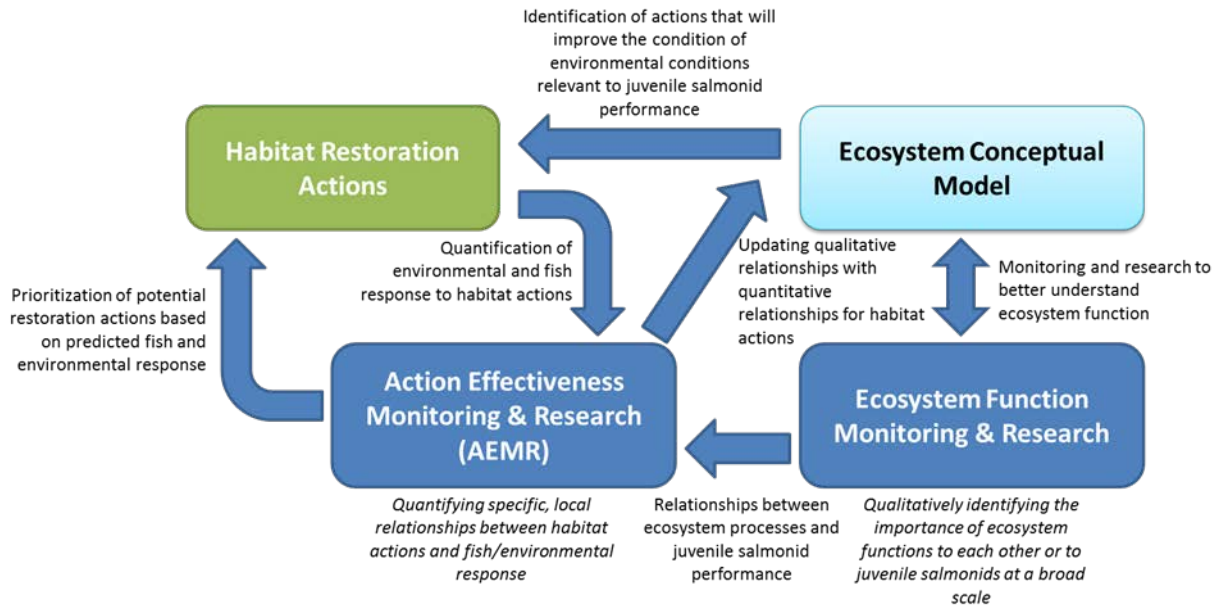 Identification of actions that will
improve the condition of
environmental conditions
relevant to juvenile salmonid
performance
Habitat Restoration
Actions
Ecosystem Conceptual
Model
Quantification of
environmental and fish
response to habitat actions
Updating qualitative
relationships with
quantitative
relationships for habitat
actions
Monitoring and research to
better understand
ecosystem function
Prioritization of potential
restoration actions based
on predicted fish and
environmental response
Action Effectiveness
Monitoring & Research
(AEMR)
Ecosystem Function
Monitoring & Research
Quantifying specific, local
relationships between habitat
actions and fish/environmental
response
Relationships between
ecosystem processes and
juvenile salmonid
performance
Qualitatively identifying the
importance of ecosystem
functions to each other or to
juvenile salmonids at a broad
scale